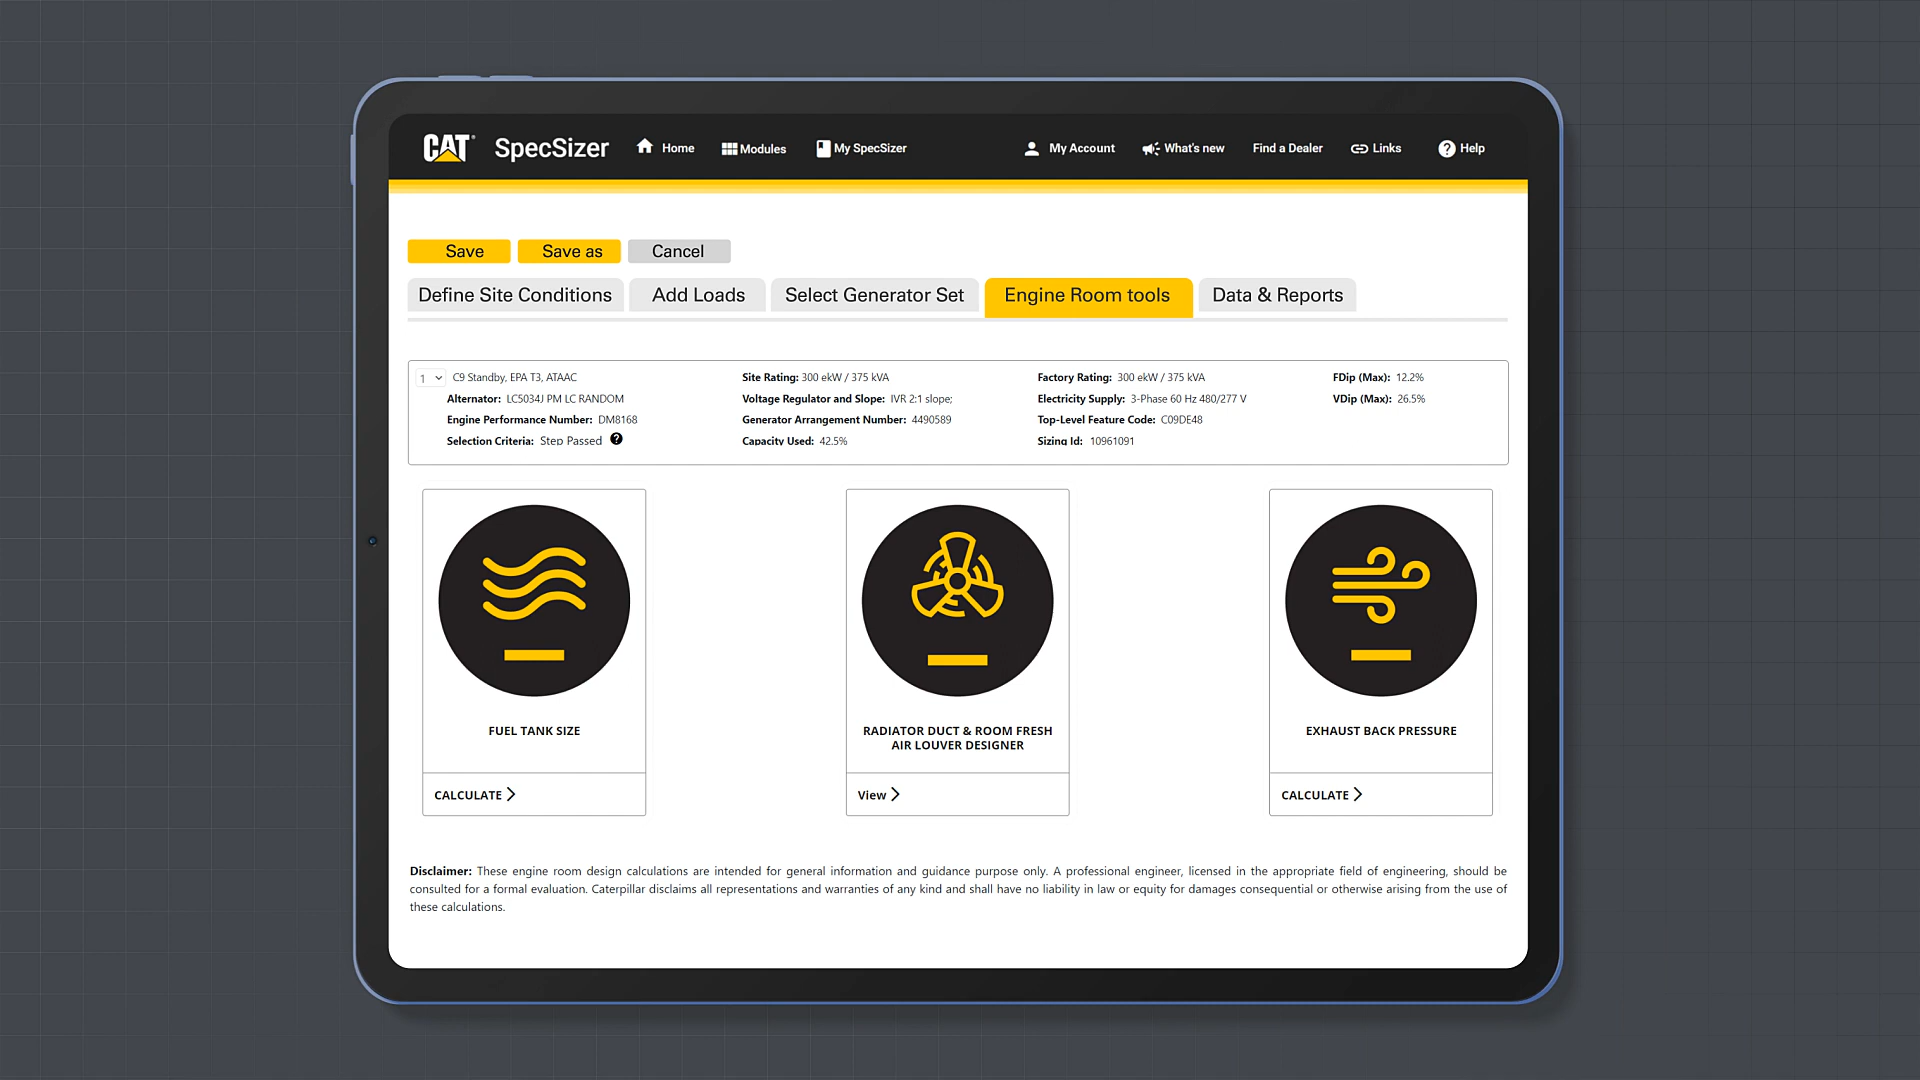 CAT SpecSizer Home Modules My SpecSizer My Account What's new Find a Dealer Links Help
Save Save as Cancel
Define Site Conditions Add Loads Select Generator Set Engine Room tools Data & Reports
1 C9 Standby, EPA T3, ATAAC Site Rating: 300 ekW / 375 kVA Factory Rating: 300 ekW / 375 kVA FDip (Max): 12.2%
Alternator: LC5034J PM LC RANDOM Voltage Regulator and Slope: IVR 2:1 slope; Electricity Supply: 3-Phase 60 Hz 480/277 V VDip (Max): 26.5%
Engine Performance Number: DM8168 Generator Arrangement Number: 4490589 Top-Level Feature Code: C09DE48
Selection Criteria: Step Passed ? Capacity Used: 42.5% Sizing Id: 10961091
FUEL TANK SIZE
CALCULATE
RADIATOR DUCT & ROOM FRESH
AIR LOUVER DESIGNER
View
EXHAUST BACK PRESSURE
CALCULATE
Disclaimer: These engine room design calculations are intended for general information and guidance purpose only. A professional engineer, licensed in the appropriate field of engineering, should be
consulted for a formal evaluation. Caterpillar disclaims all representations and warranties of any kind and shall have no liability in law or equity for damages consequential or otherwise arising from the use of
these calculations.